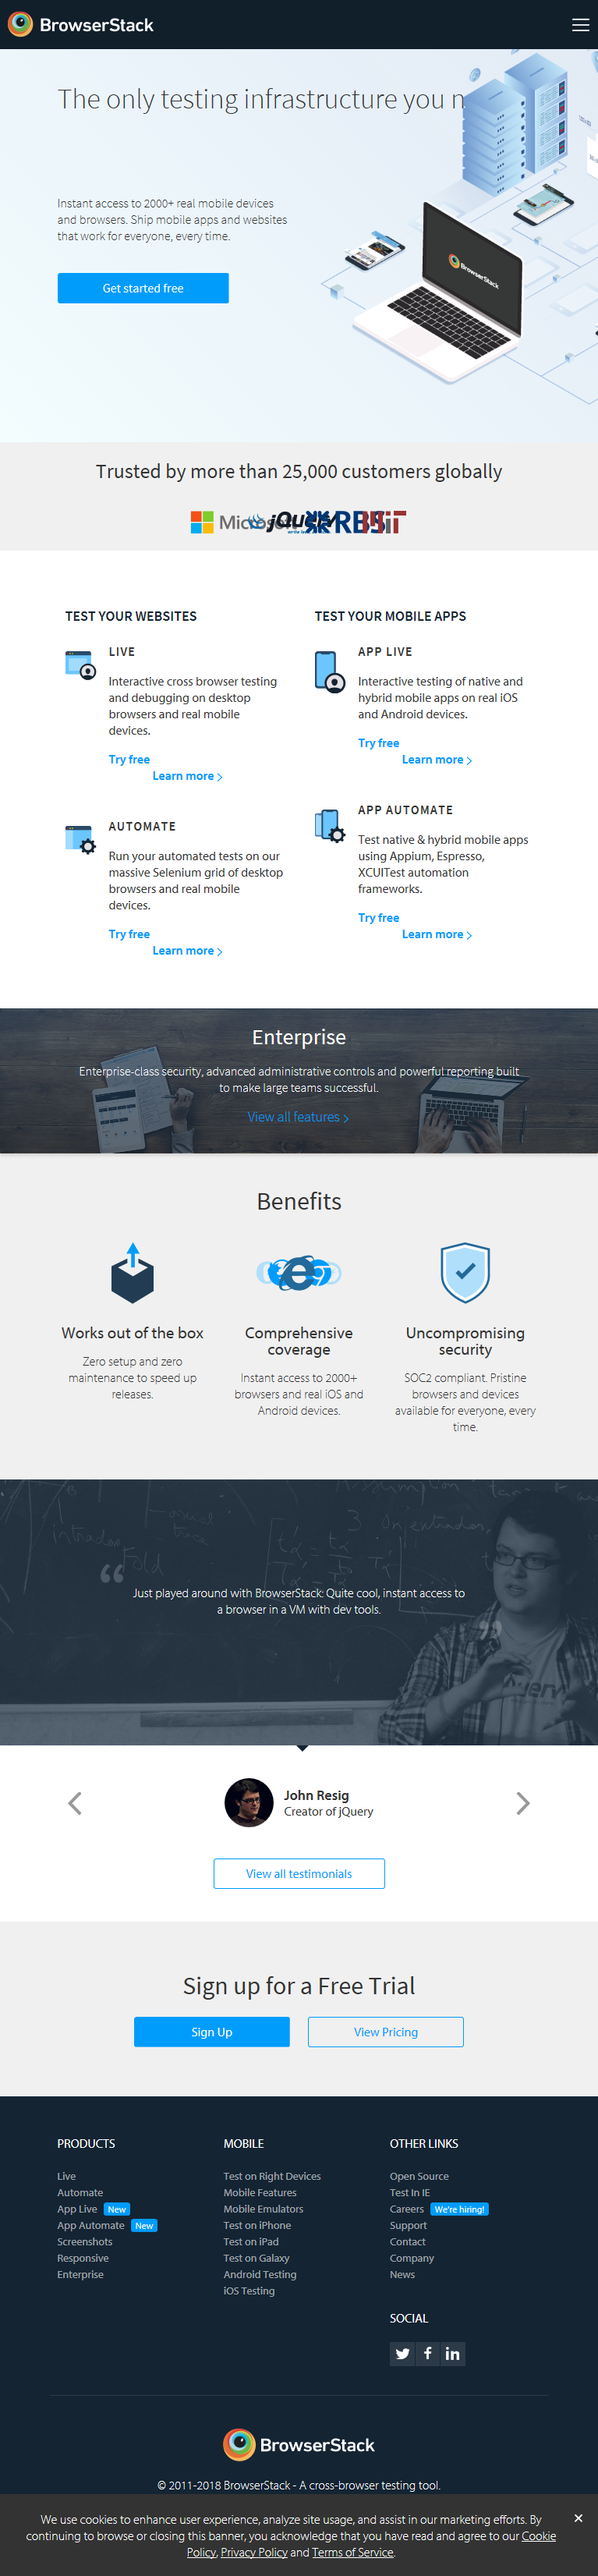 BrowserStack
The only testing infrastructure you n
Instant access to 2000+ real mobile devices
and browsers. Ship mobile apps and websites
that work for everyone, every time.
Get started free
BrowserStack
Trusted by more than 25,000 customers globally
Microsoft jQuery RBS MIT
TEST YOUR WEBSITES
LIVE
Interactive cross browser testing
and debugging on desktop
browsers and real mobile
devices.
Try free
Learn more >
AUTOMATE
Run your automated tests on our
massive Selenium grid of desktop
browsers and real mobile
devices.
Try free
Learn more >
TEST YOUR MOBILE APPS
APP LIVE
Interactive testing of native and
hybrid mobile apps on real iOS
and Android devices.
Try free
Learn more >
APP AUTOMATE
Test native & hybrid mobile apps
using Appium, Espresso,
XCUITest automation
frameworks.
Try free
Learn more >
Enterprise
Enterprise-class security, advanced administrative controls and powerful reporting built
to make large teams successful.
View all features >
Benefits
Works out of the box
Zero setup and zero
maintenance to speed up
releases.
Comprehensive
coverage
Instant access to 2000+
browsers and real iOS and
Android devices.
Uncompromising
security
SOC2 compliant. Pristine
browsers and devices
available for everyone, every
time.
“
Just played around with BrowserStack: Quite cool, instant access to
a browser in a VM with dev tools.
”
John Resig
Creator of jQuery
View all testimonials
Sign up for a Free Trial
Sign Up
View Pricing
PRODUCTS
Live
Automate
App Live New
App Automate New
Screenshots
Responsive
Enterprise
MOBILE
Test on Right Devices
Mobile Features
Mobile Emulators
Test on iPhone
Test on iPad
Test on Galaxy
Android Testing
iOS Testing
OTHER LINKS
Open Source
Test In IE
Careers We're hiring!
Support
Contact
Company
News
SOCIAL
BrowserStack
© 2011-2018 BrowserStack - A cross-browser testing tool.
We use cookies to enhance user experience, analyze site usage, and assist in our marketing efforts. By
continuing to browse or closing this banner, you acknowledge that you have read and agree to our Cookie
Policy, Privacy Policy and Terms of Service.